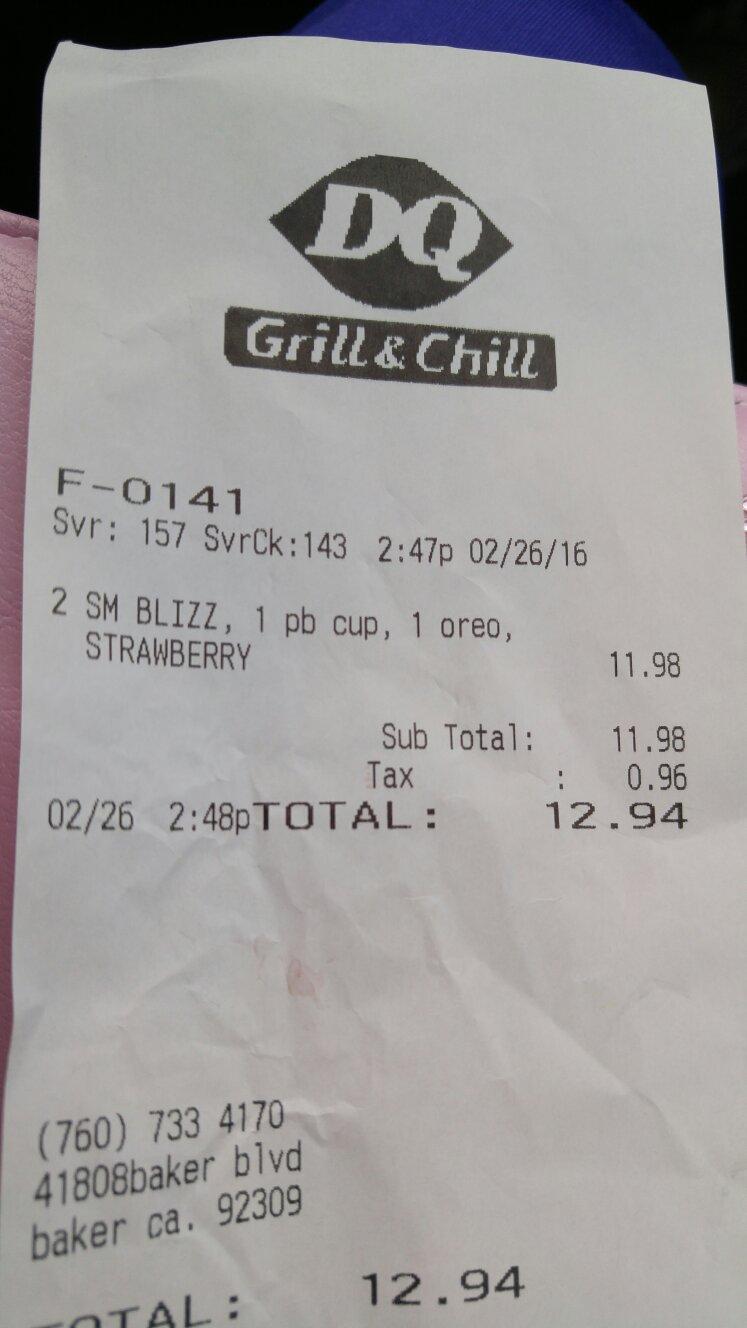 DQ
Grill & Chill
F-0141
Svr: 157 SvrCk:143 2:47p 02/26/16
2 SM BLIZZ, 1 pb cup, 1 oreo,
STRAWBERRY 11.98
Sub Total: 11.98
Tax : 0.96
02/26 2:48pTOTAL: 12.94
(760) 733 4170
41808baker blvd
baker ca. 92309
TOTAL: 12.94